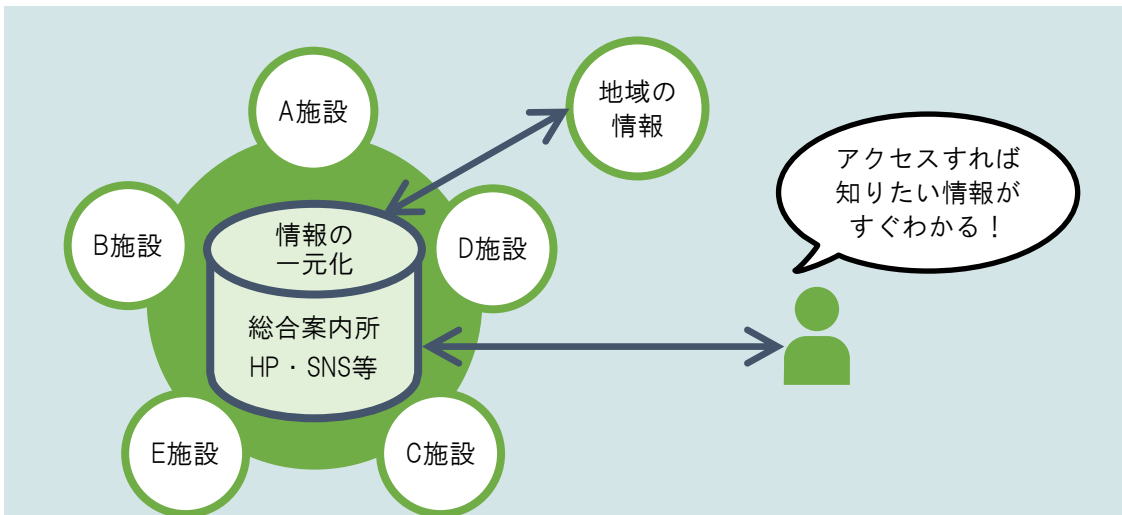 A施設
地域の
情報
アクセスすれば
知りたい情報が
すぐわかる！
B施設
情報の
一元化
D施設
総合案内所
HP・SNS等
E施設
C施設